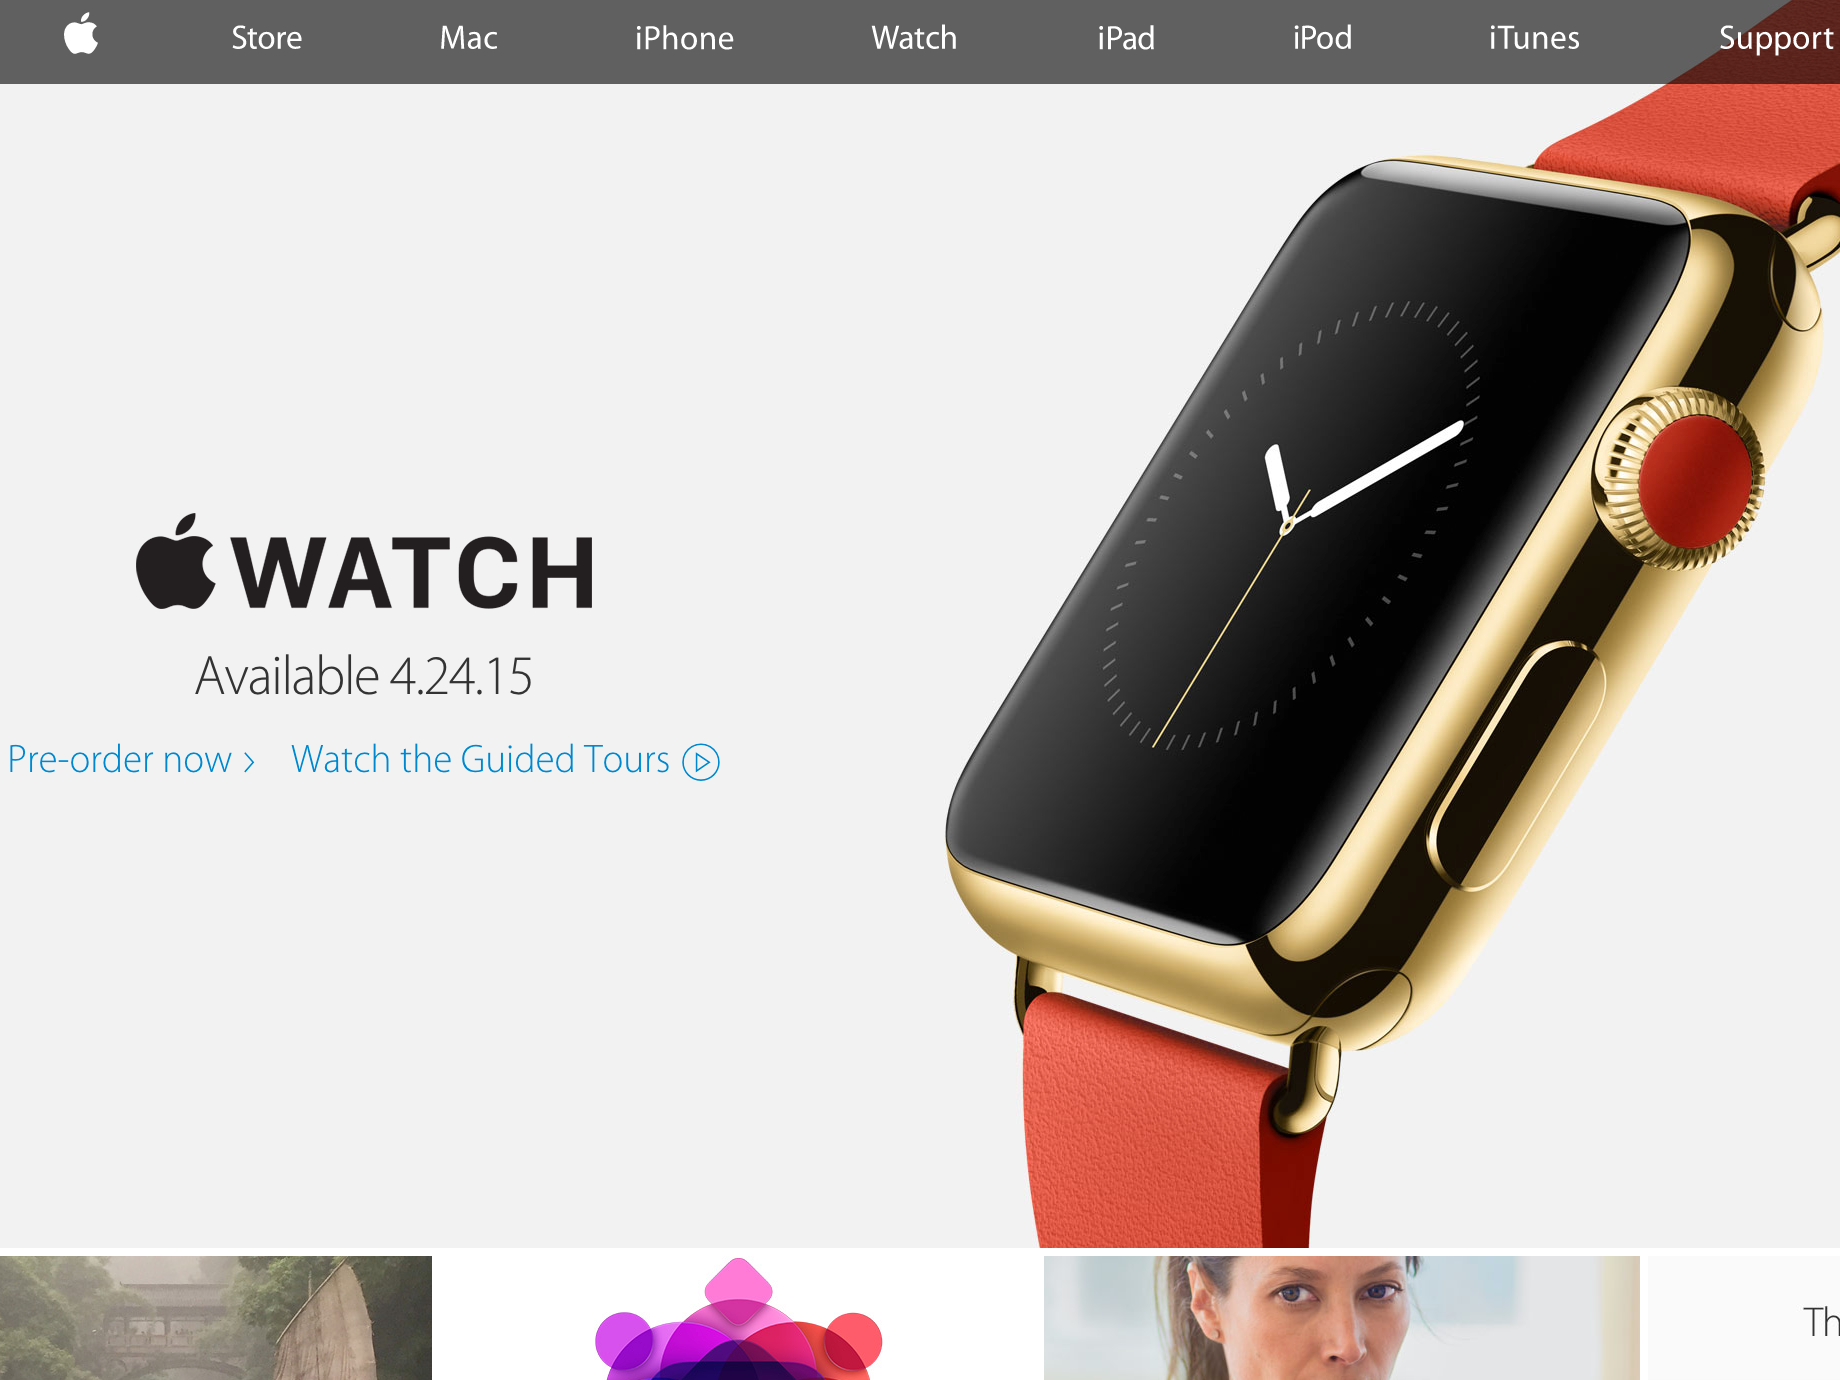 Store Mac iPhone Watch iPad iPod iTunes Support
WATCH
Available 4.24.15
Pre-order now > Watch the Guided Tours
Th